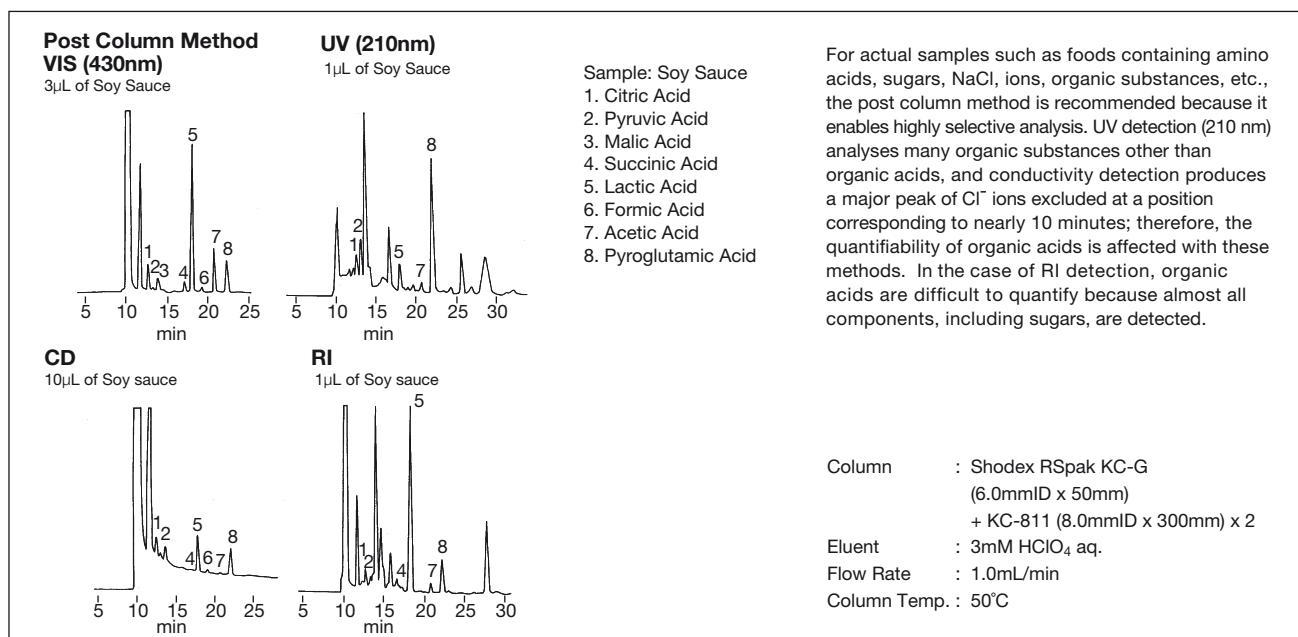 Post Column Method
VIS (430nm)
3µL of Soy Sauce
5
1
2
3
4
6
7
8
5 10 15 20 25
min
UV (210nm)
1µL of Soy Sauce
1
2
5
7
8
5 10 15 20 25 30
min
CD
10µL of Soy sauce
1
2
4
5
6
7
8
5 10 15 20 25
min
RI
1µL of Soy sauce
1
2
4
5
7
8
5 10 15 20 25 30
min
Sample: Soy Sauce
1. Citric Acid
2. Pyruvic Acid
3. Malic Acid
4. Succinic Acid
5. Lactic Acid
6. Formic Acid
7. Acetic Acid
8. Pyroglutamic Acid
For actual samples such as foods containing amino
acids, sugars, NaCl, ions, organic substances, etc.,
the post column method is recommended because it
enables highly selective analysis. UV detection (210 nm)
analyses many organic substances other than
organic acids, and conductivity detection produces
a major peak of Cl⁻ ions excluded at a position
corresponding to nearly 10 minutes; therefore, the
quantifiability of organic acids is affected with these
methods. In the case of RI detection, organic
acids are difficult to quantify because almost all
components, including sugars, are detected.
Column : Shodex RSpak KC-G
(6.0mmID x 50mm)
+ KC-811 (8.0mmID x 300mm) x 2
Eluent : 3mM HClO₄ aq.
Flow Rate : 1.0mL/min
Column Temp. : 50˚C